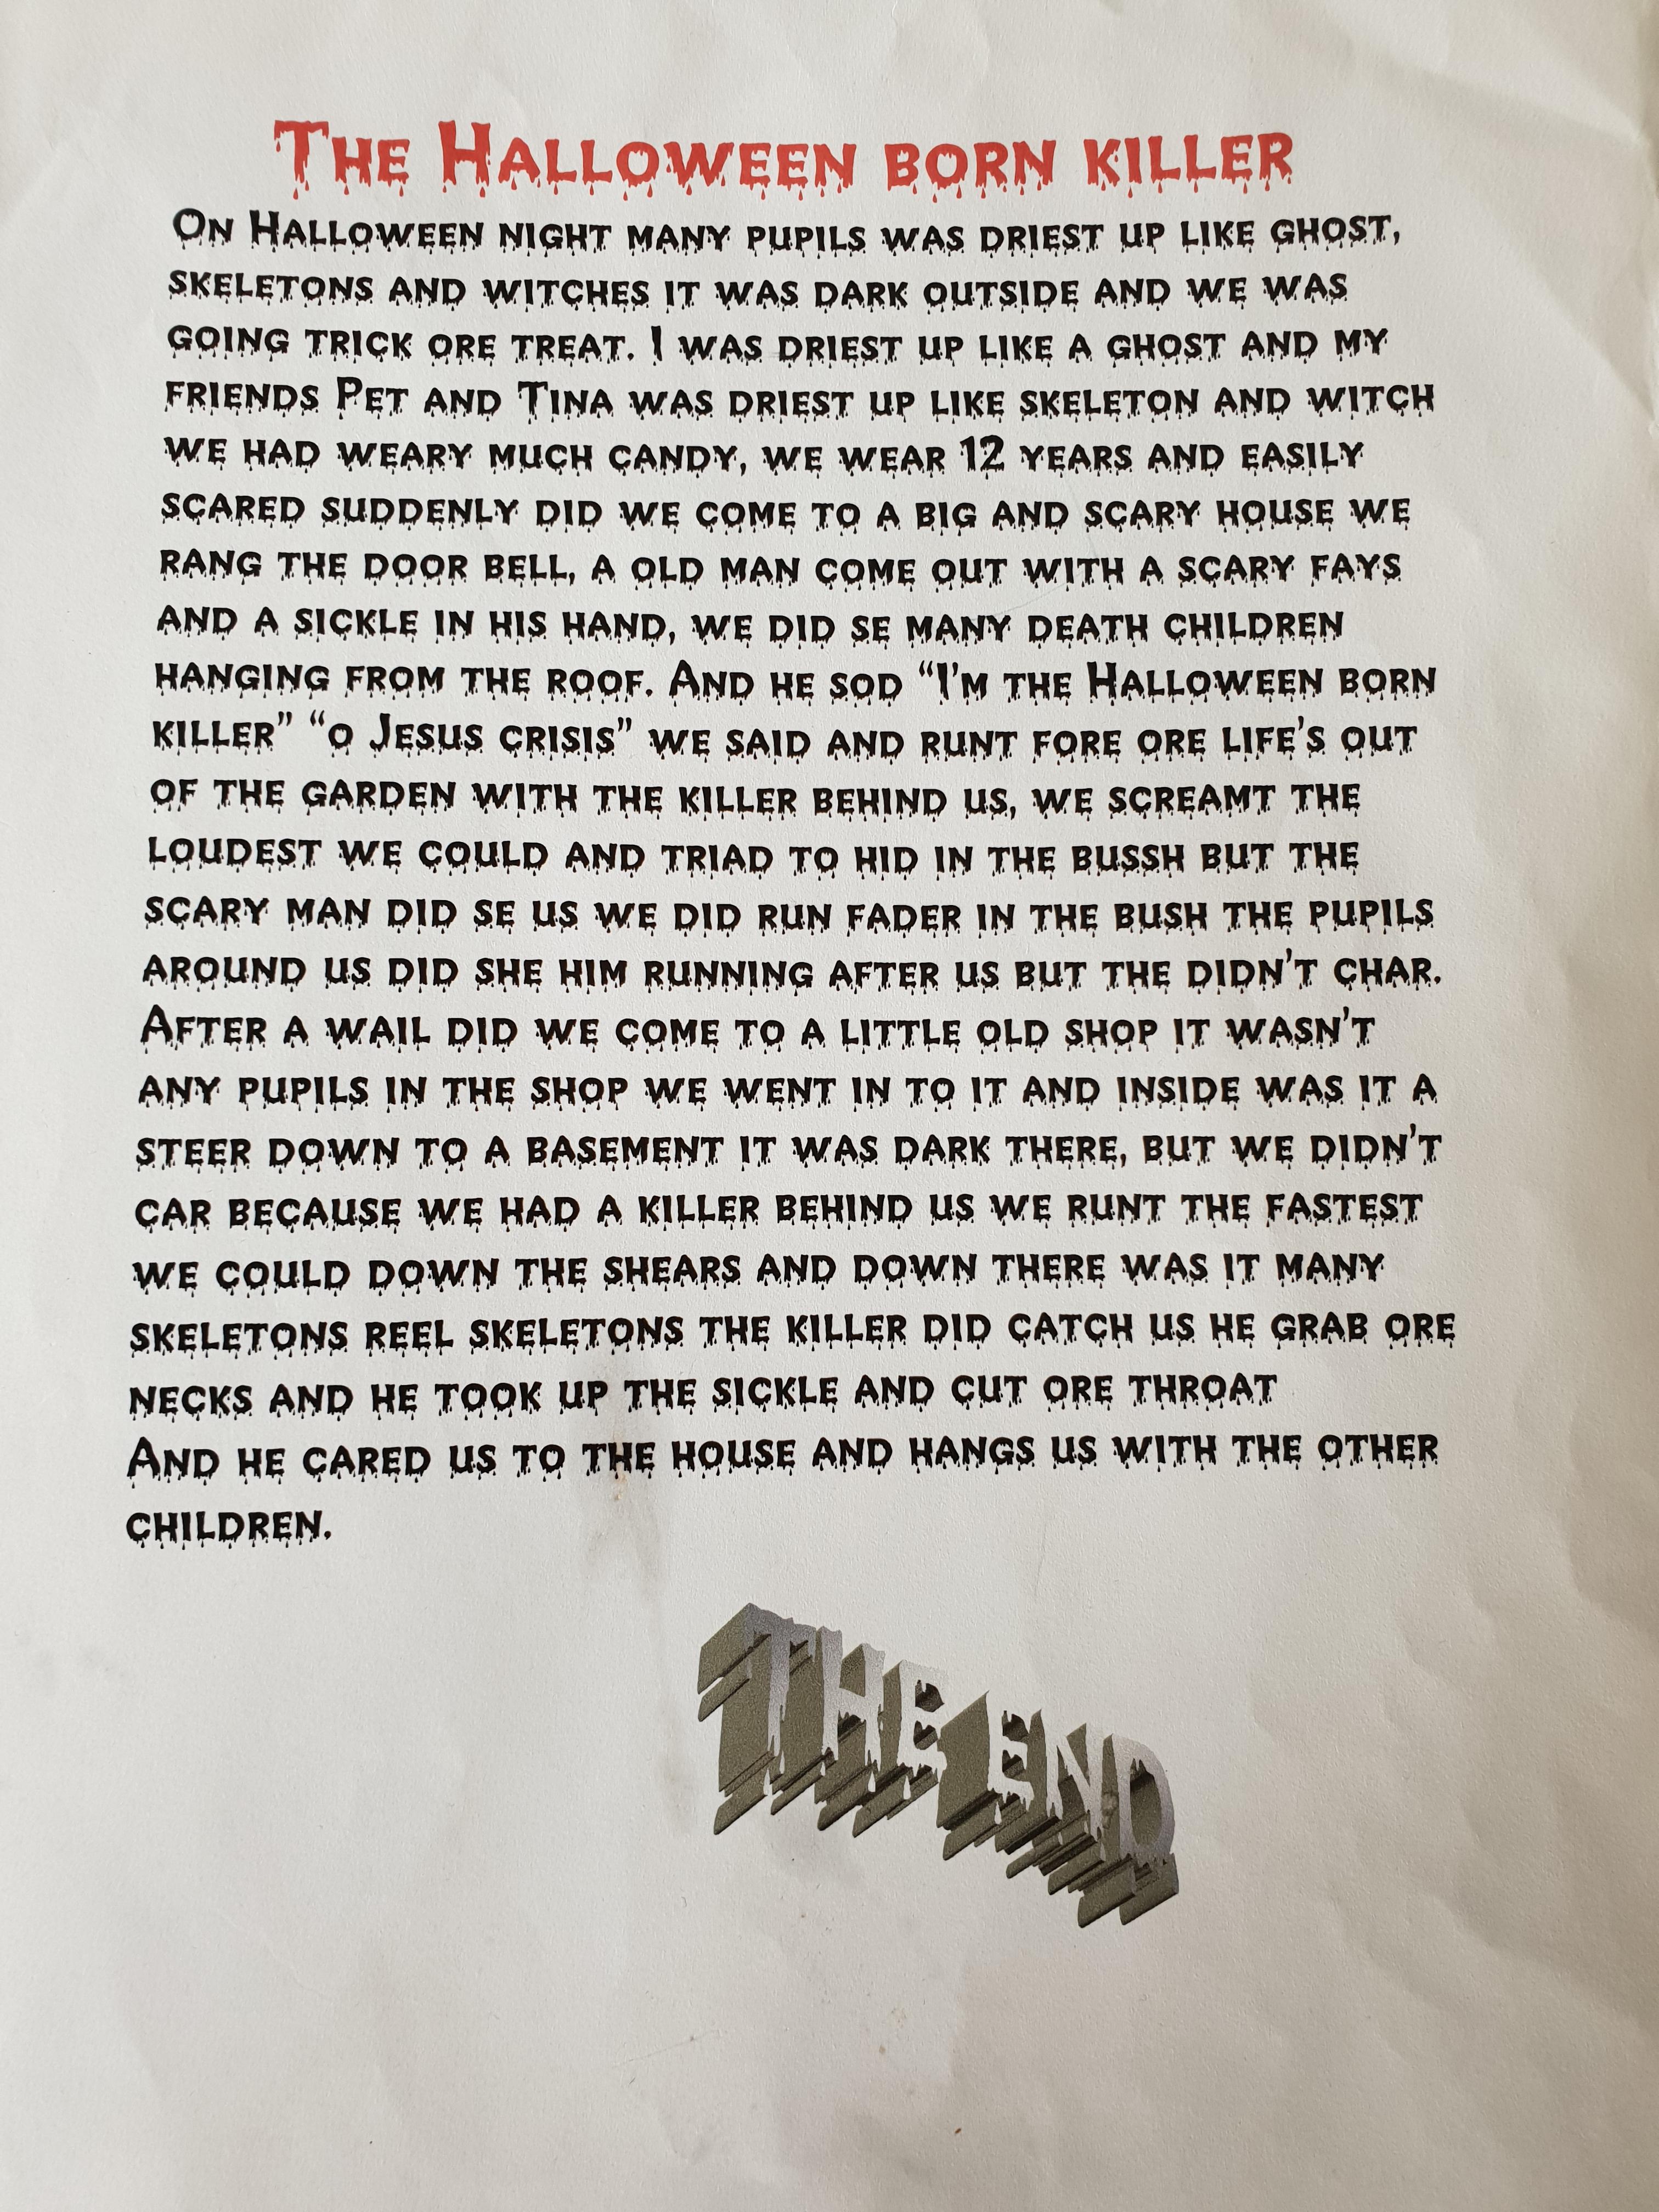 The Halloween born killer
On Halloween night many pupils was driest up like ghost,
skeletons and witches it was dark outside and we was
going trick ore treat. I was driest up like a ghost and my
friends Pet and Tina was driest up like skeleton and witch
we had weary much candy, we wear 12 years and easily
scared suddenly did we come to a big and scary house we
rang the door bell, a old man come out with a scary fays
and a sickle in his hand, we did se many death children
hanging from the roof. And he sod “I’m the Halloween born
killer” “o Jesus crisis” we said and runt fore ore life’s out
of the garden with the killer behind us, we screamt the
loudest we could and triad to hid in the bussh but the
scary man did se us we did run fader in the bush the pupils
around us did she him running after us but the didn’t char.
After a wail did we come to a little old shop it wasn’t
any pupils in the shop we went in to it and inside was it a
steer down to a basement it was dark there, but we didn’t
car because we had a killer behind us we runt the fastest
we could down the shears and down there was it many
skeletons reel skeletons the killer did catch us he grab ore
necks and he took up the sickle and cut ore throat
And he cared us to the house and hangs us with the other
children.
The end